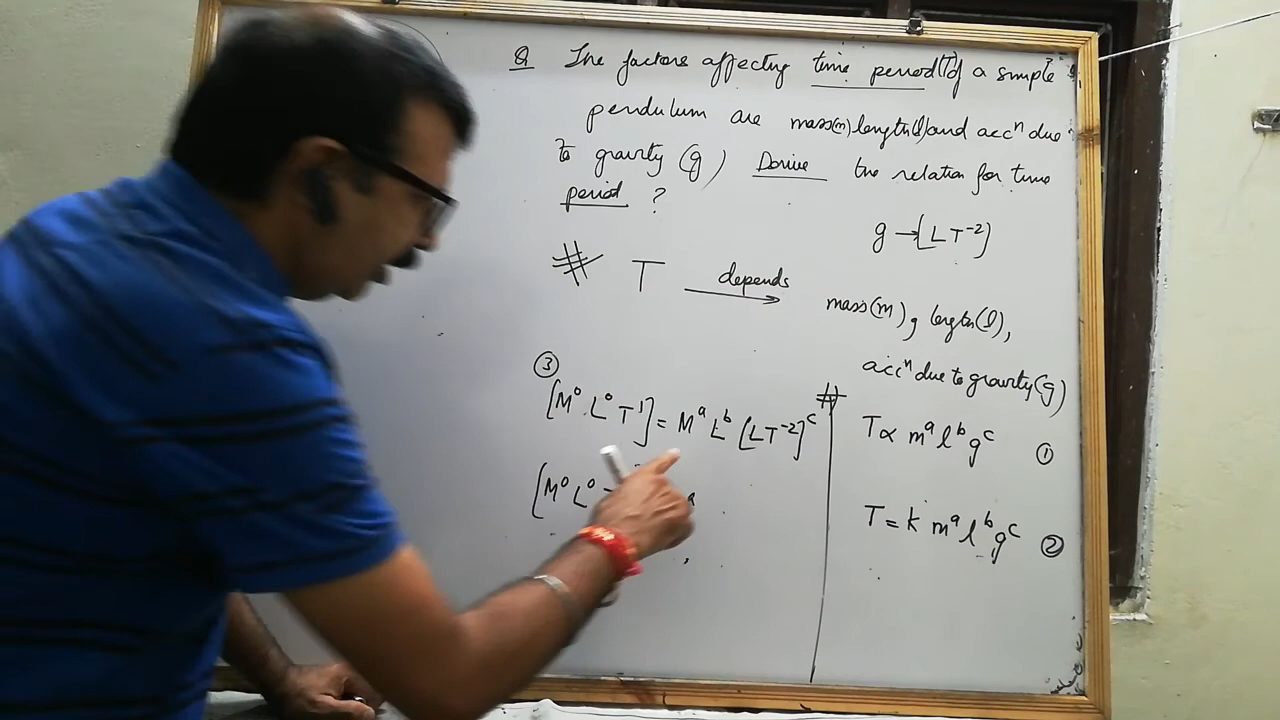 Q The factors affecting time period(T) of a simple
pendulum are mass(m) length(l) and accⁿ due
to gravity (g) Derive the relation for time
period ?
g → [LT⁻²]
# T depends
mass(m), length(l),
accⁿ due to gravity(g)
③
[M⁰ L⁰ T¹] = Mᵃ Lᵇ [LT⁻²]ᶜ
[M⁰ L⁰
#
T ∝ mᵃ lᵇ gᶜ ①
T = k mᵃ lᵇ gᶜ ②